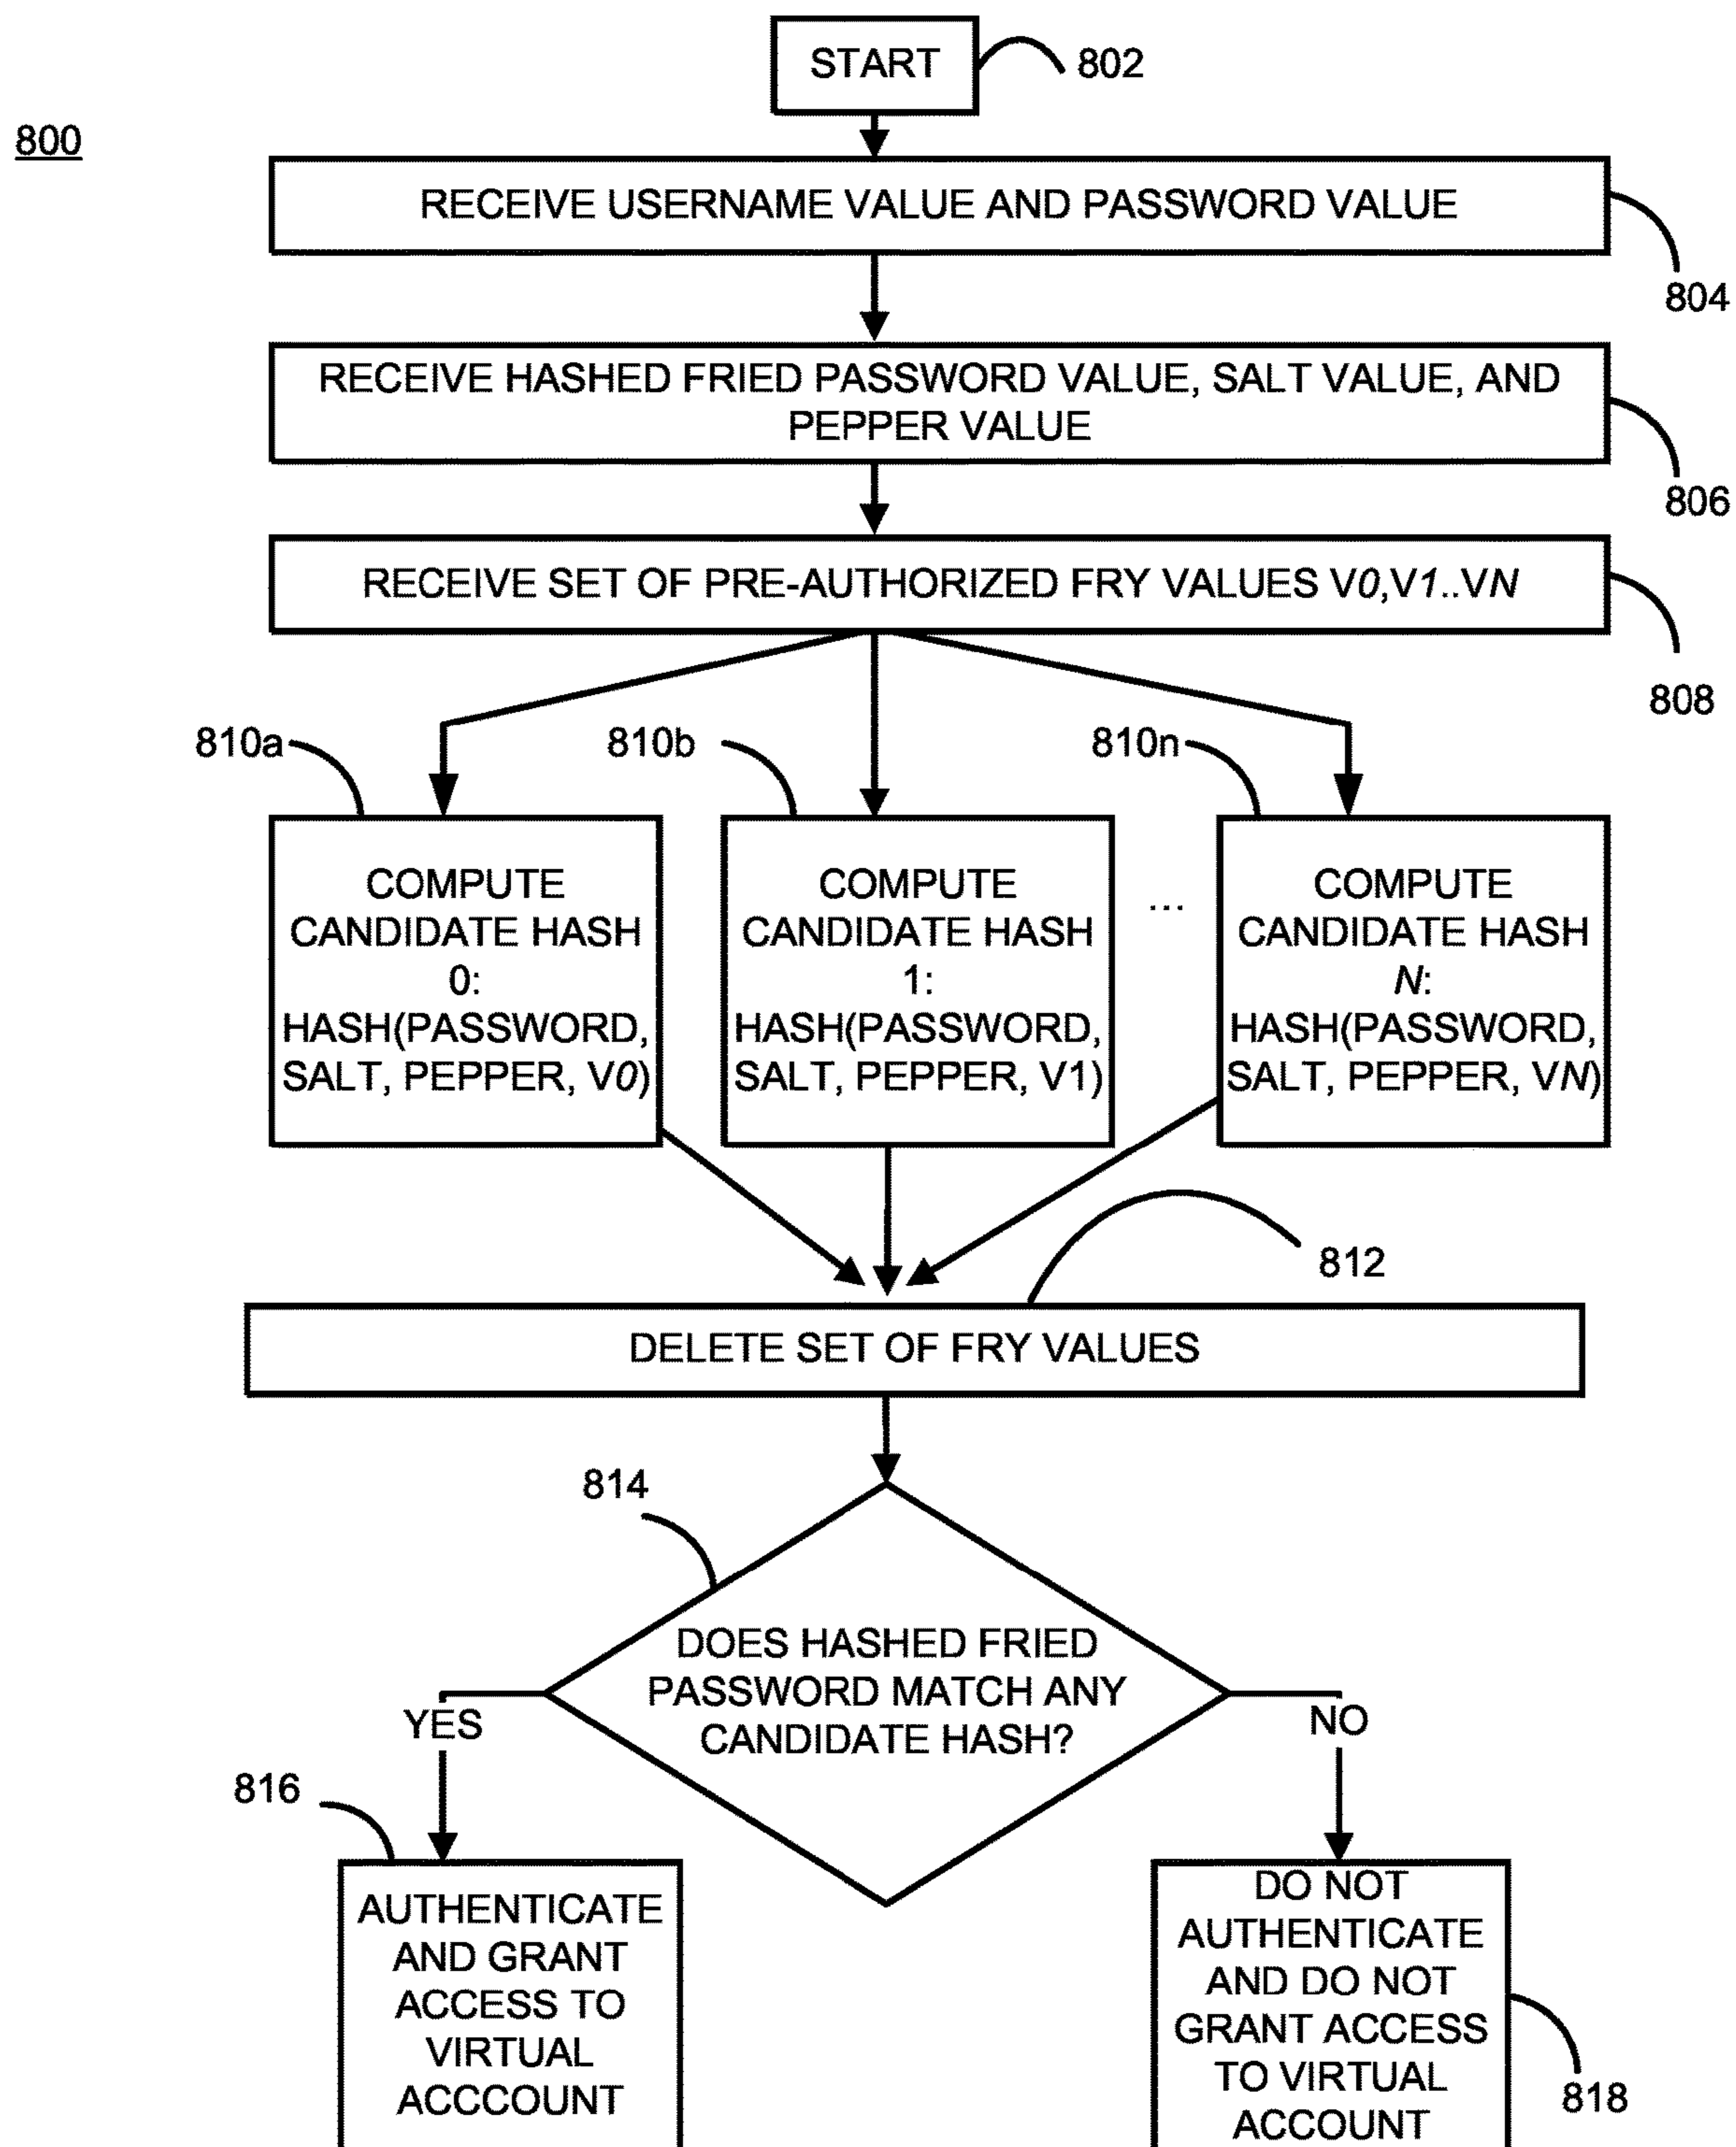 START
802
800
RECEIVE USERNAME VALUE AND PASSWORD VALUE
804
RECEIVE HASHED FRIED PASSWORD VALUE, SALT VALUE, AND
PEPPER VALUE
806
RECEIVE SET OF PRE-AUTHORIZED FRY VALUES V0,V1..VN
808
810a
COMPUTE
CANDIDATE HASH
0:
HASH(PASSWORD,
SALT, PEPPER, V0)
810b
COMPUTE
CANDIDATE HASH
1:
HASH(PASSWORD,
SALT, PEPPER, V1)
...
810n
COMPUTE
CANDIDATE HASH
N:
HASH(PASSWORD,
SALT, PEPPER, VN)
812
DELETE SET OF FRY VALUES
814
DOES HASHED FRIED
PASSWORD MATCH ANY
CANDIDATE HASH?
YES
NO
816
AUTHENTICATE
AND GRANT
ACCESS TO
VIRTUAL
ACCCOUNT
DO NOT
AUTHENTICATE
AND DO NOT
GRANT ACCESS
TO VIRTUAL
ACCOUNT
818